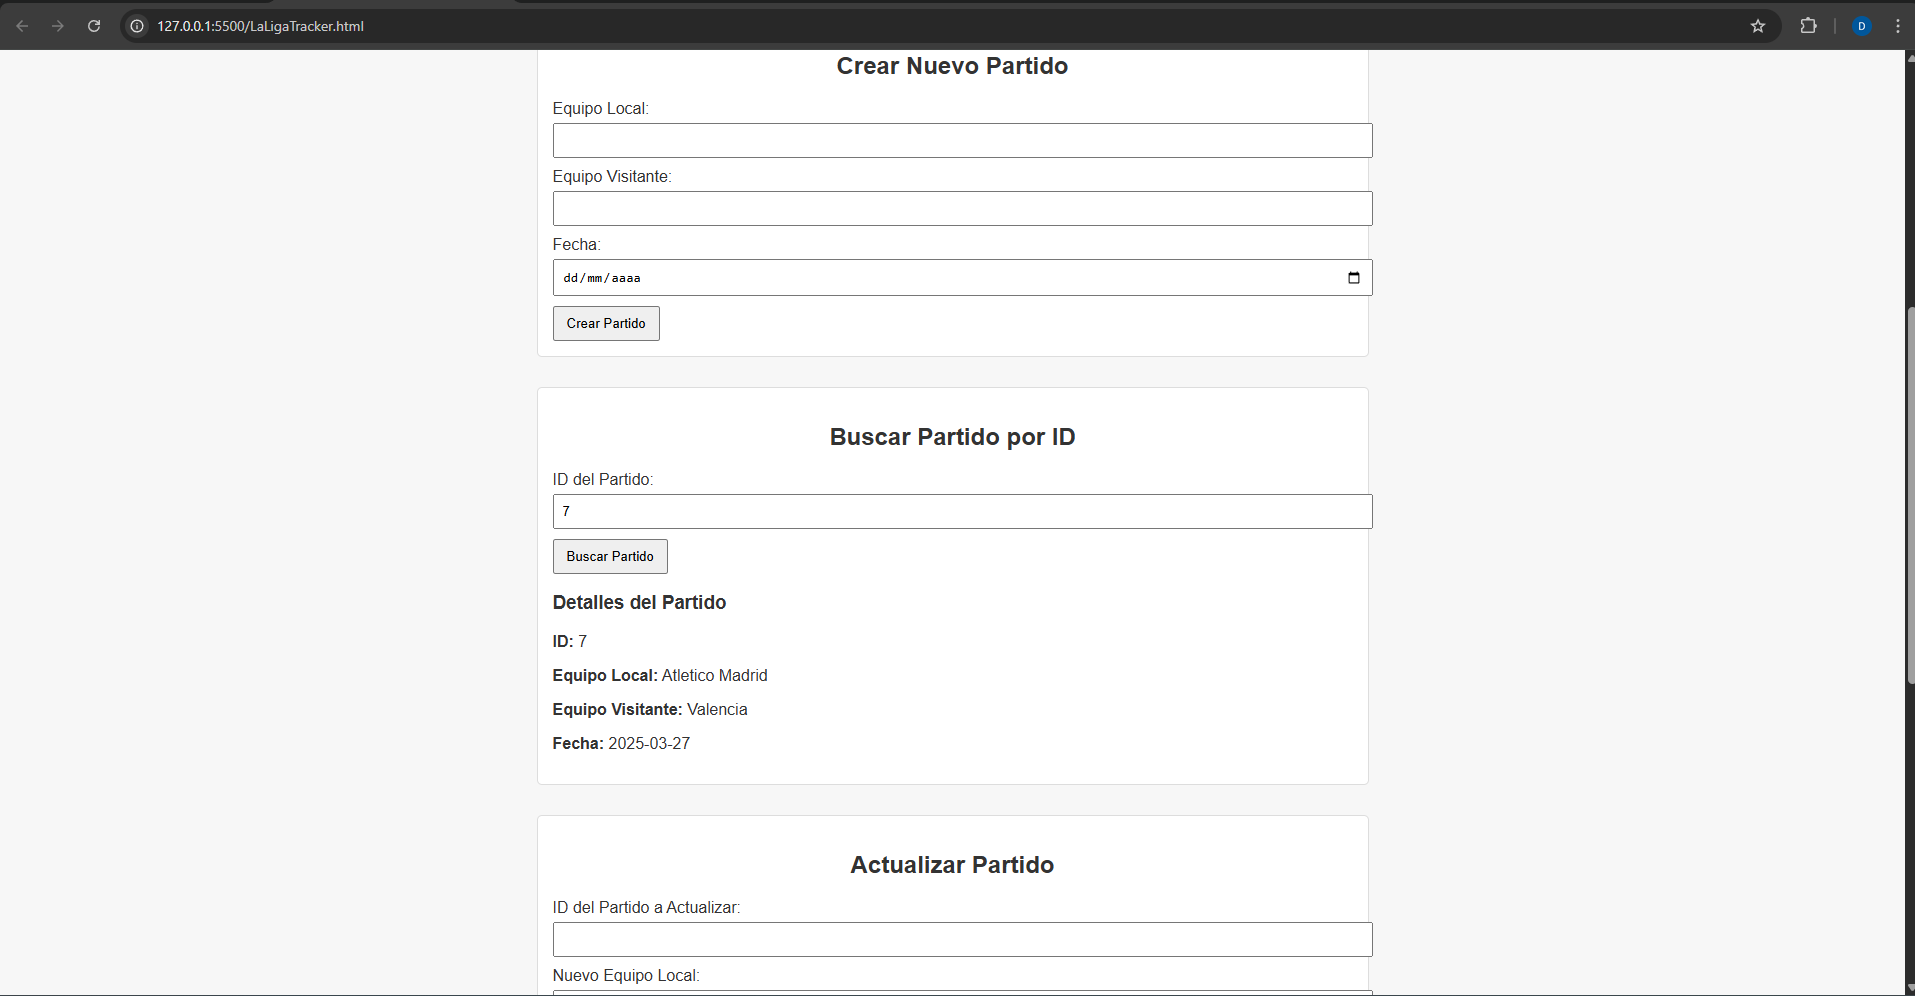 127.0.0.1:5500/LaLigaTracker.html
D
Crear Nuevo Partido
Equipo Local:
Equipo Visitante:
Fecha:
dd/mm/aaaa
Crear Partido
Buscar Partido por ID
ID del Partido:
7
Buscar Partido
Detalles del Partido
ID: 7
Equipo Local: Atletico Madrid
Equipo Visitante: Valencia
Fecha: 2025-03-27
Actualizar Partido
ID del Partido a Actualizar:
Nuevo Equipo Local: